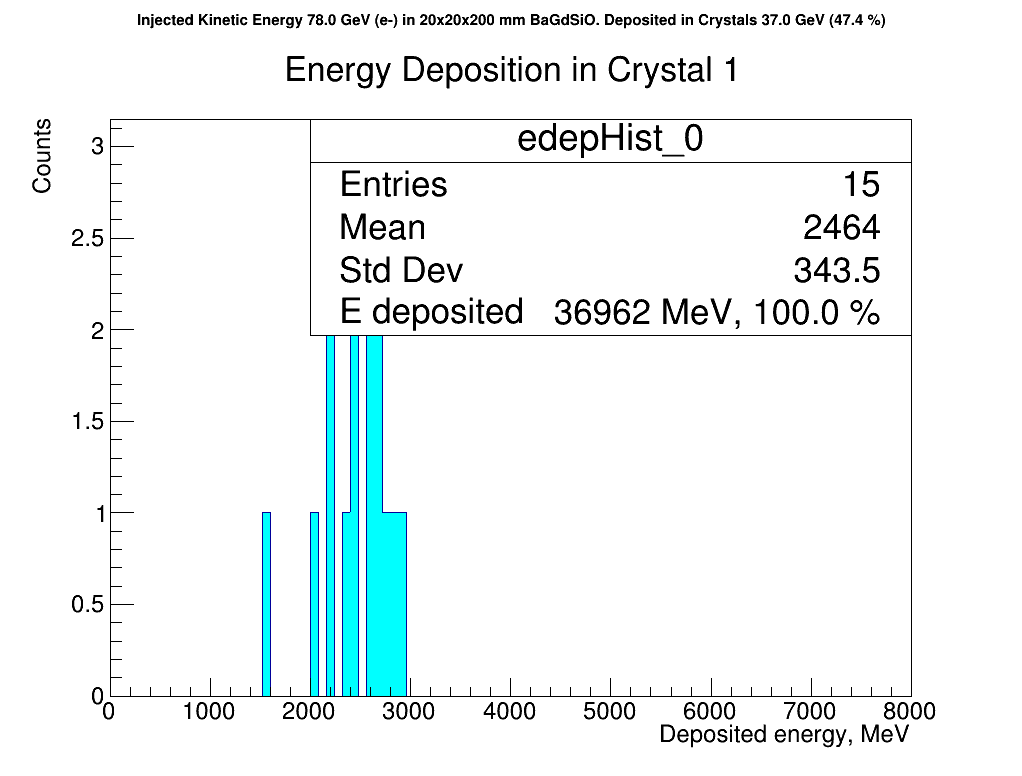 Injected Kinetic Energy 78.0 GeV (e-) in 20x20x200 mm BaGdSiO. Deposited in Crystals 37.0 GeV (47.4 %)
Energy Deposition in Crystal 1
Counts
edepHist_0
Entries 15
Mean 2464
Std Dev 343.5
E deposited 36962 MeV, 100.0 %
3
2.5
2
1.5
1
0.5
0
0 1000 2000 3000 4000 5000 6000 7000 8000
Deposited energy, MeV